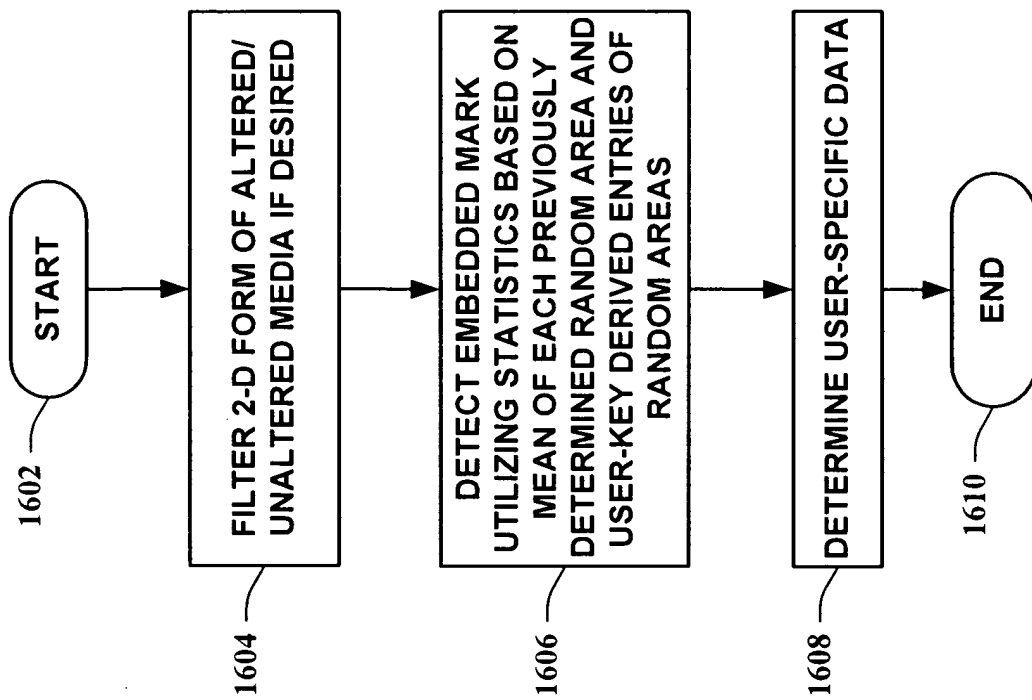 START
1602
FILTER 2-D FORM OF ALTERED/
UNALTERED MEDIA IF DESIRED
1604
DETECT EMBEDDED MARK
UTILIZING STATISTICS BASED ON
MEAN OF EACH PREVIOUSLY
DETERMINED RANDOM AREA AND
USER-KEY DERIVED ENTRIES OF
RANDOM AREAS
1606
DETERMINE USER-SPECIFIC DATA
1608
END
1610